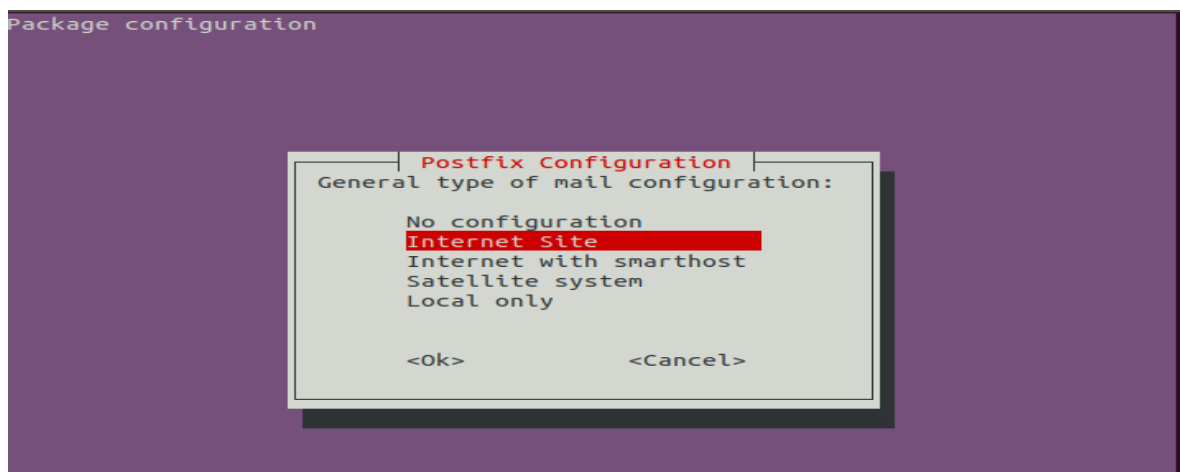 Package configuration
Postfix Configuration
General type of mail configuration:
No configuration
Internet Site
Internet with smarthost
Satellite system
Local only
<Ok> <Cancel>